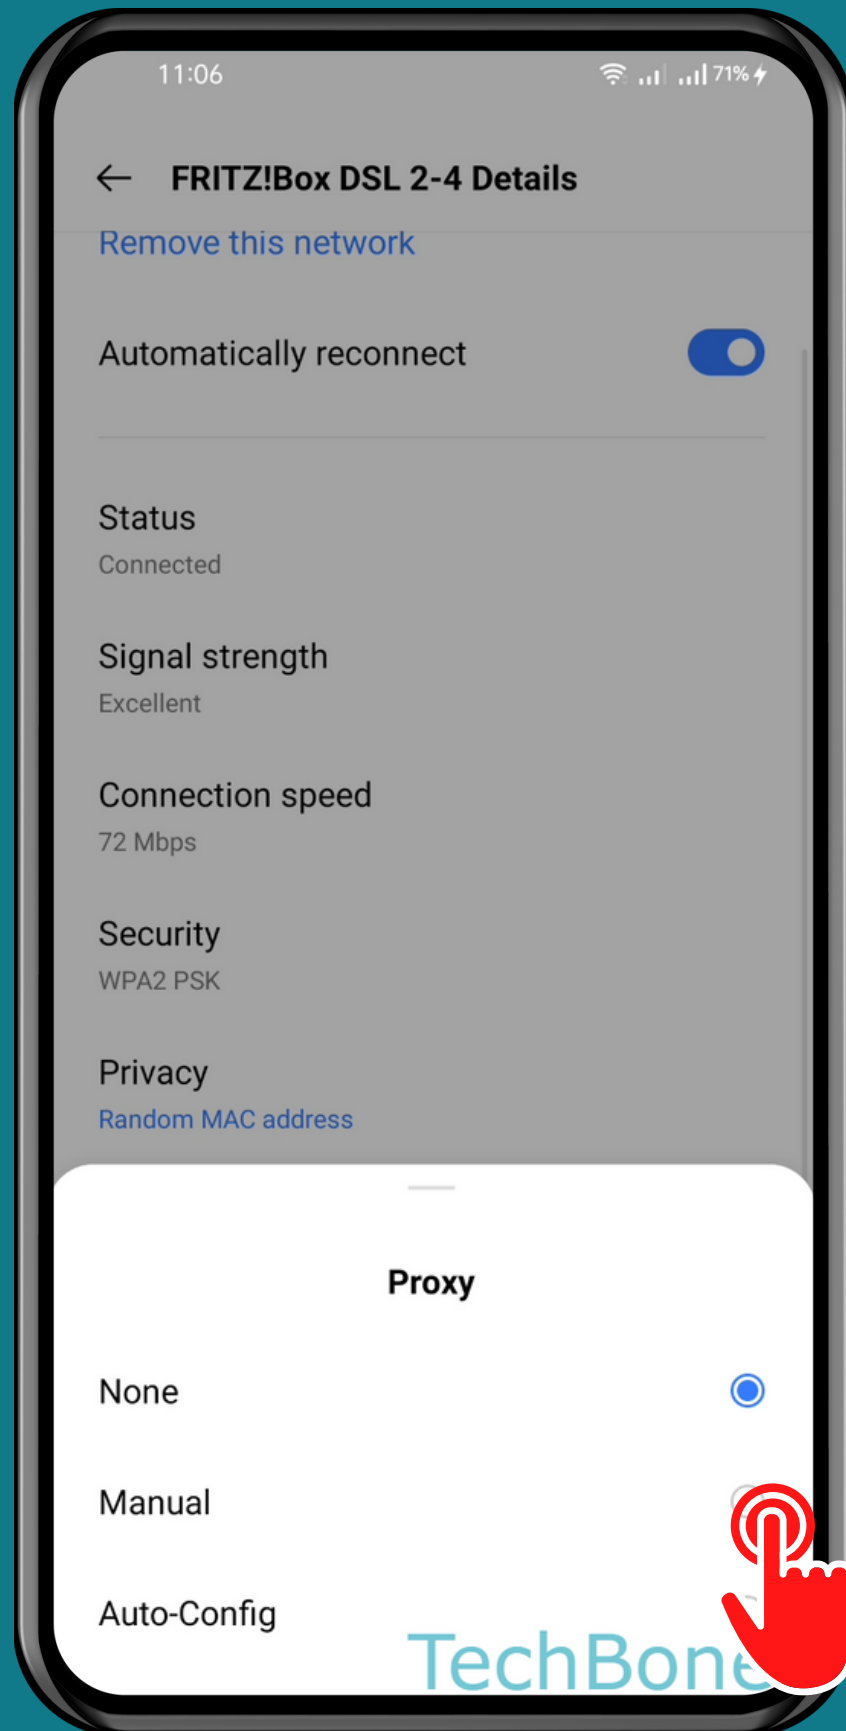 11:06
71%
FRITZ!Box DSL 2-4 Details
Remove this network
Automatically reconnect
Status
Connected
Signal strength
Excellent
Connection speed
72 Mbps
Security
WPA2 PSK
Privacy
Random MAC address
Proxy
None
Manual
Auto-Config
TechBone